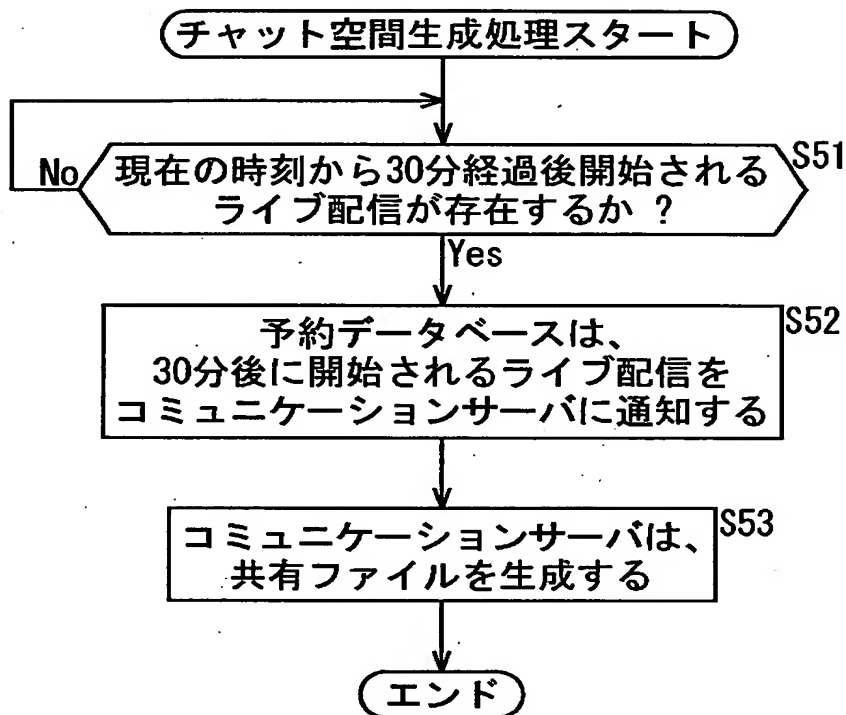 チャット空間生成処理スタート
現在の時刻から30分経過後開始される
ライブ配信が存在するか ?
S51
No
Yes
予約データベースは、
30分後に開始されるライブ配信を
コミュニケーションサーバに通知する
S52
コミュニケーションサーバは、
共有ファイルを生成する
S53
エンド